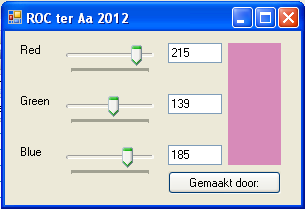 ROC ter Aa 2012
Red 215
Green 139
Blue 185
Gemaakt door: